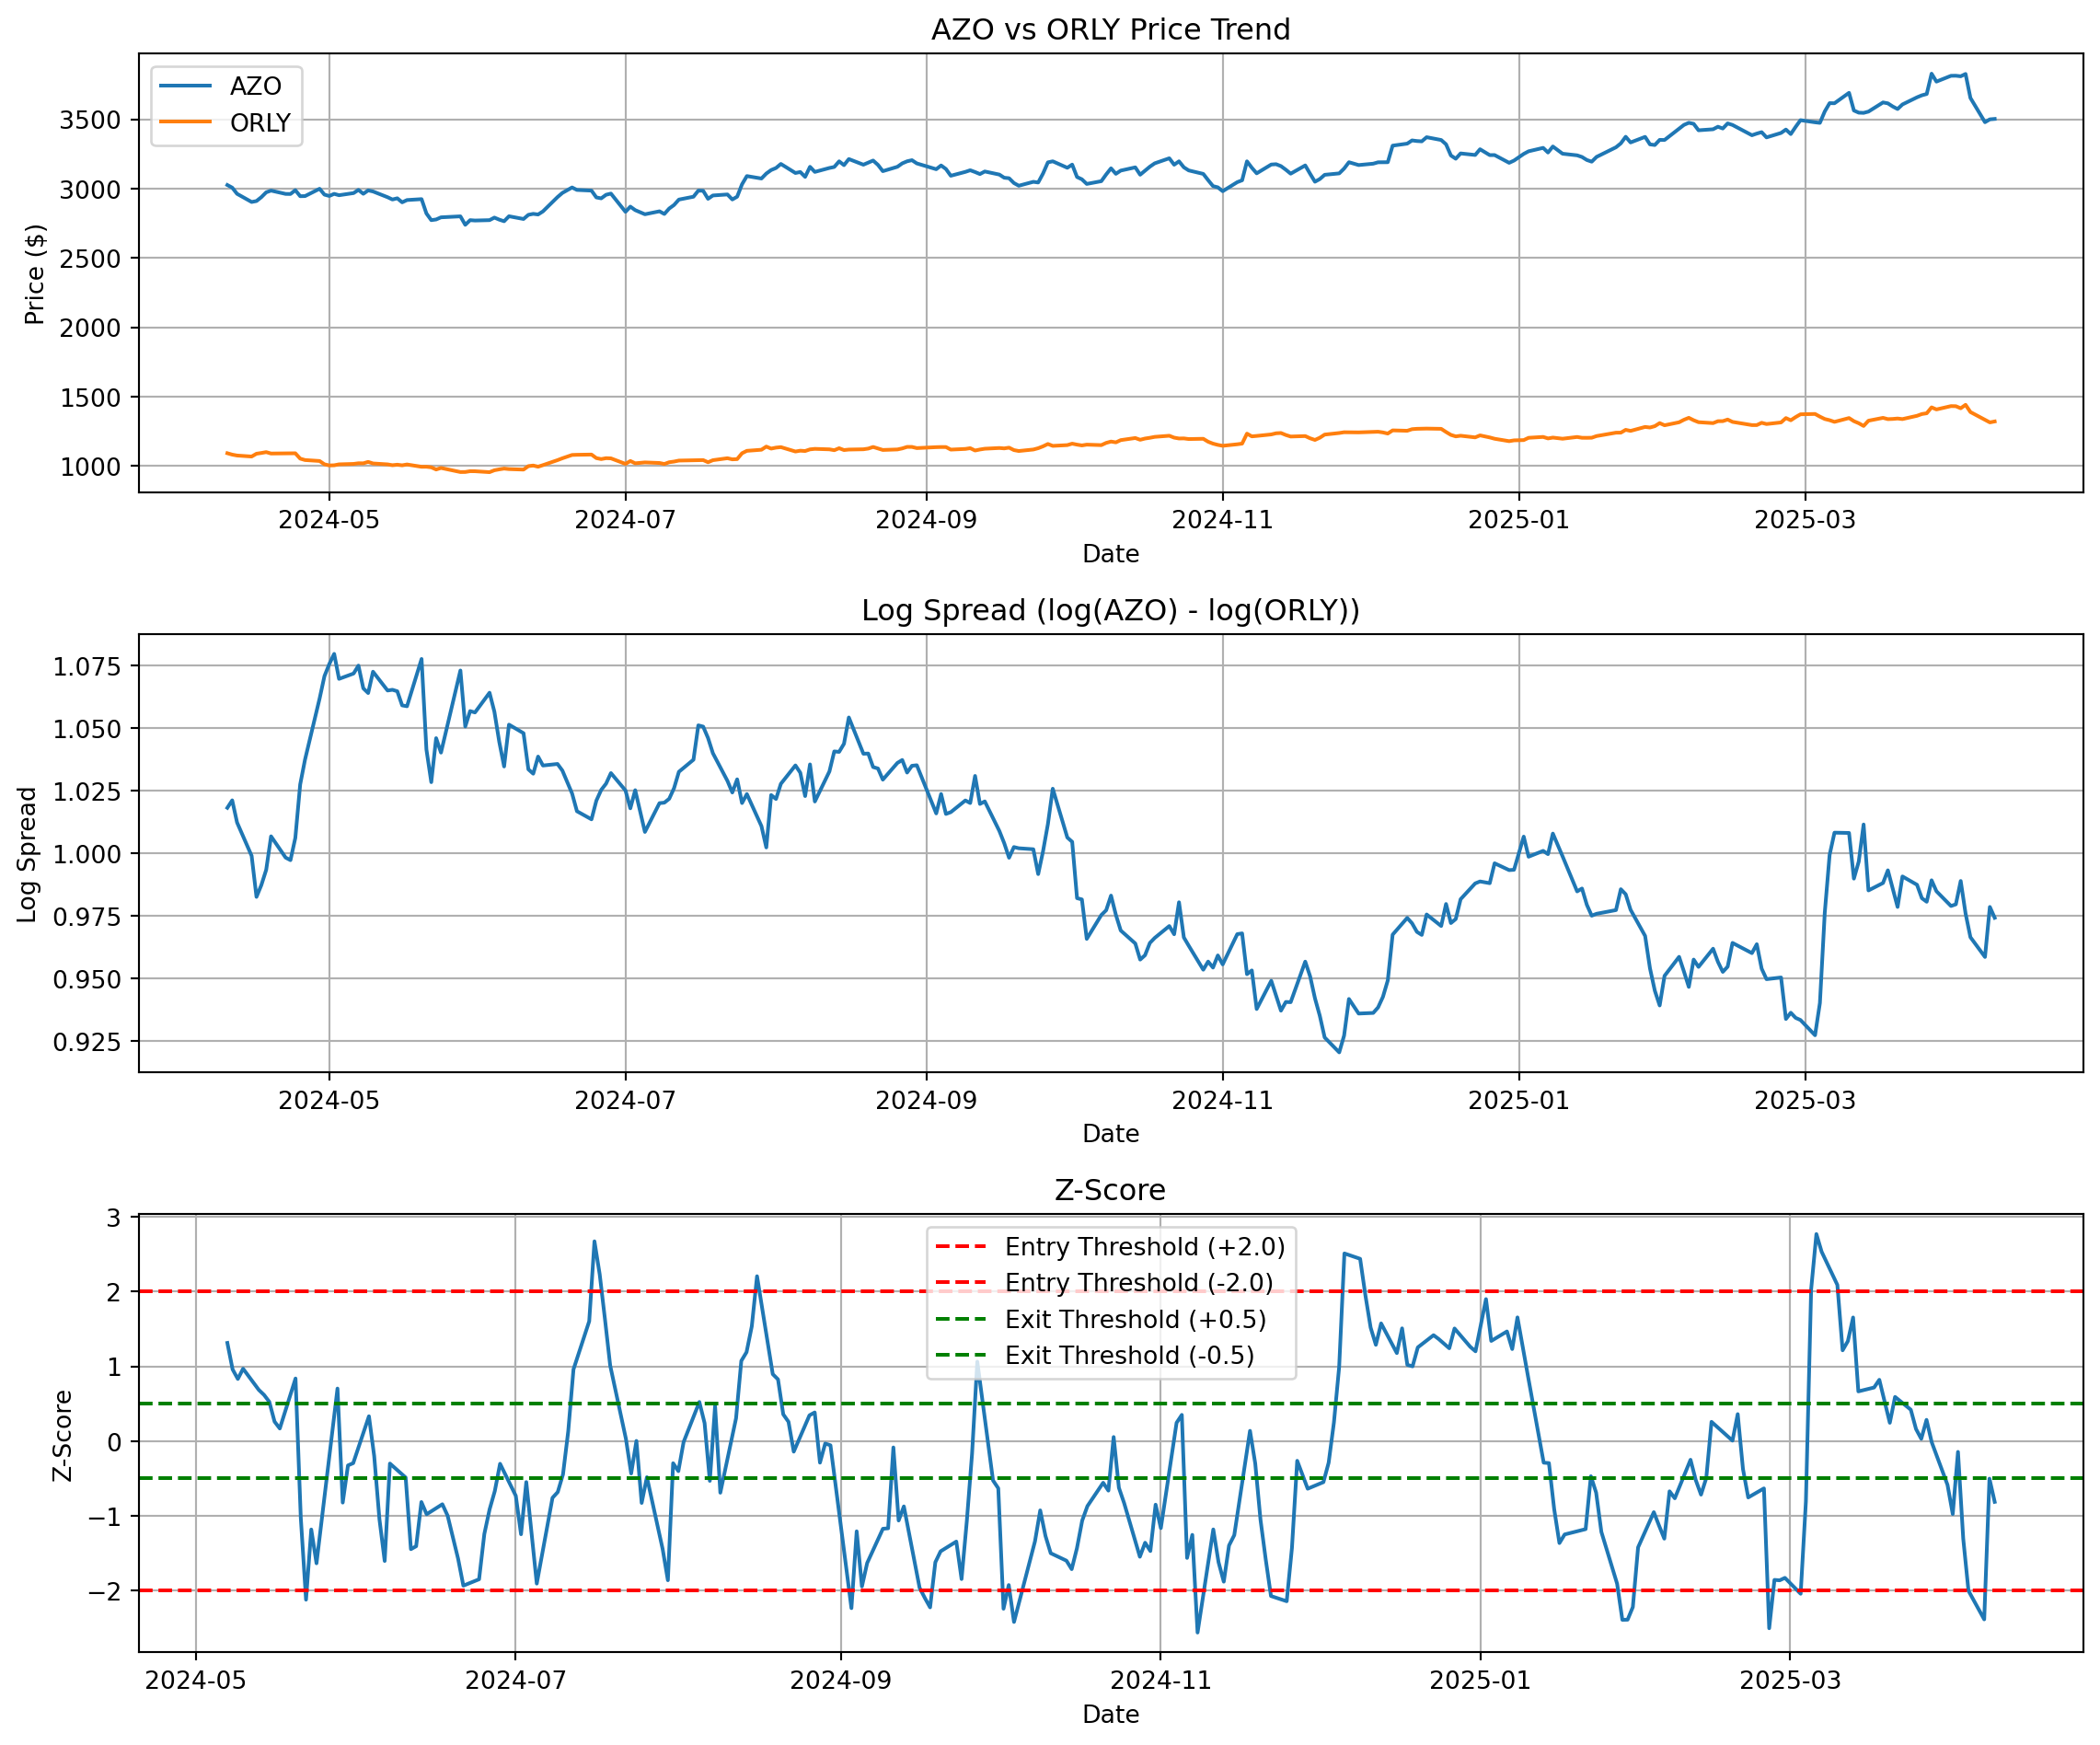 AZO vs ORLY Price Trend
AZO
ORLY
Price ($)
3500
3000
2500
2000
1500
1000
2024-05 2024-07 2024-09 2024-11 2025-01 2025-03
Date
Log Spread (log(AZO) - log(ORLY))
Log Spread
1.075
1.050
1.025
1.000
0.975
0.950
0.925
2024-05 2024-07 2024-09 2024-11 2025-01 2025-03
Date
Z-Score
Entry Threshold (+2.0)
Entry Threshold (-2.0)
Exit Threshold (+0.5)
Exit Threshold (-0.5)
Z-Score
3
2
1
0
−1
−2
2024-05 2024-07 2024-09 2024-11 2025-01 2025-03
Date